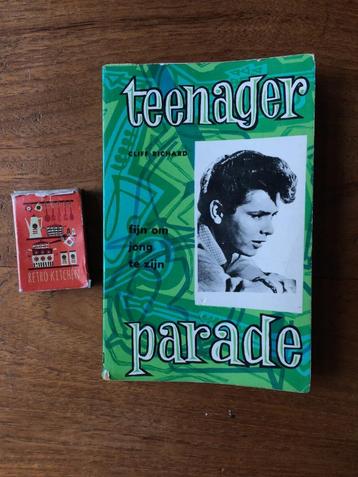 teenager
CLIFF RICHARD
fijn om
jong
te zijn
parade
RETRO KITCHEN